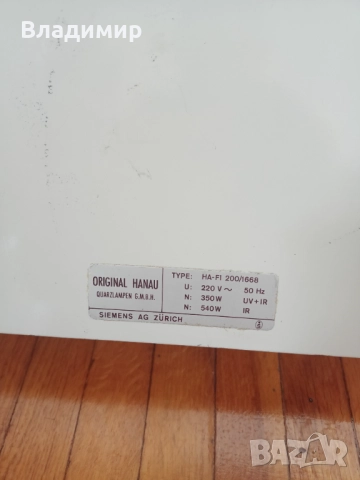 Владимир
ORIGINAL HANAU
QUARZLAMPEN G.M.B.H.
TYPE: HA-FI 200/1668
U: 220 V ~ 50 Hz
N: 350W UV+IR
N: 540W IR
SIEMENS AG ZÜRICH
BAZAR